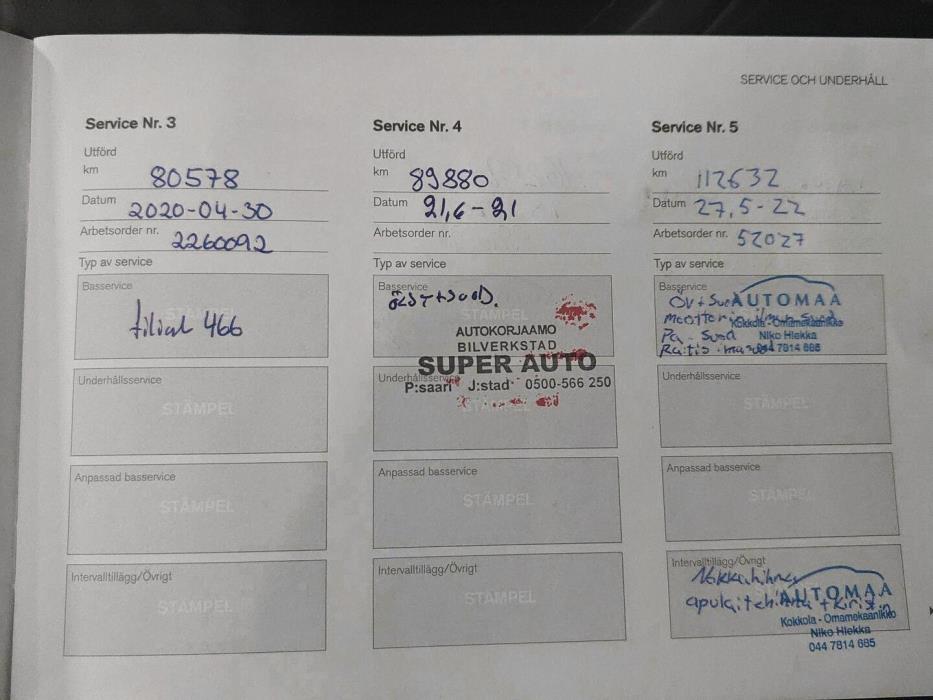 SERVICE OCH UNDERHÅLL
Service Nr. 3
Utförd
km 80578
Datum 2020-04-30
Arbetsorder nr. 2260092
Typ av service
Basservice
filial 466
Underhållsservice
STÄMPEL
Anpassad basservice
STÄMPEL
Intervalltillägg/Övrigt
STÄMPEL
Service Nr. 4
Utförd
km 89880
Datum 21,6-21
Arbetsorder nr.
Typ av service
Basservice
STÄMPEL
AUTOKORJAAMO
BILVERKSTAD
SUPER AUTO
Underhållsservice
P:saari J:stad 0500-566 250
STÄMPEL
Anpassad basservice
STÄMPEL
Intervalltillägg/Övrigt
STÄMPEL
Service Nr. 5
Utförd
km 112632
Datum 27,5-22
Arbetsorder nr. 52027
Typ av service
Basservice
AUTOMAA
Kokkola - Omamekaanikko
Pa - Niko Hiekka
Raitis 044 7814 685
Underhållsservice
STÄMPEL
Anpassad basservice
STÄMPEL
Intervalltillägg/Övrigt
AUTOMAA
Kokkola - Omamekaanikko
Niko Hiekka
044 7814 685